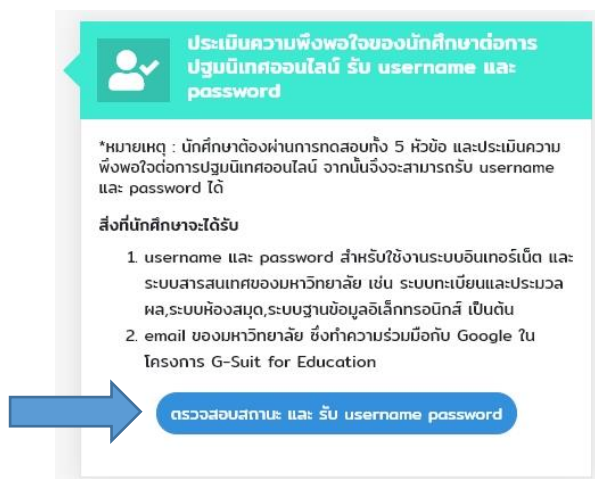 ประเมินความพึงพอใจของนักศึกษาต่อการ
ปฐมนิเทศออนไลน์ รับ username และ
password
*หมายเหตุ : นักศึกษาต้องผ่านการทดสอบทั้ง 5 หัวข้อ และประเมินความ
พึงพอใจต่อการปฐมนิเทศออนไลน์ จากนั้นจึงจะสามารถรับ username
และ password ได้
สิ่งที่นักศึกษาจะได้รับ
1. username และ password สำหรับใช้งานระบบอินเทอร์เน็ต และ
ระบบสารสนเทศของมหาวิทยาลัย เช่น ระบบทะเบียนและประมวล
ผล,ระบบห้องสมุด,ระบบฐานข้อมูลอิเล็กทรอนิกส์ เป็นต้น
2. email ของมหาวิทยาลัย ซึ่งทำความร่วมมือกับ Google ใน
โครงการ G-Suit for Education
ตรวจสอบสถานะ และ รับ username password